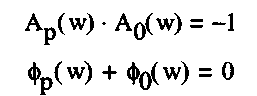 Aₚ(w) · A₀(w) = −1
ϕₚ(w) + ϕ₀(w) = 0